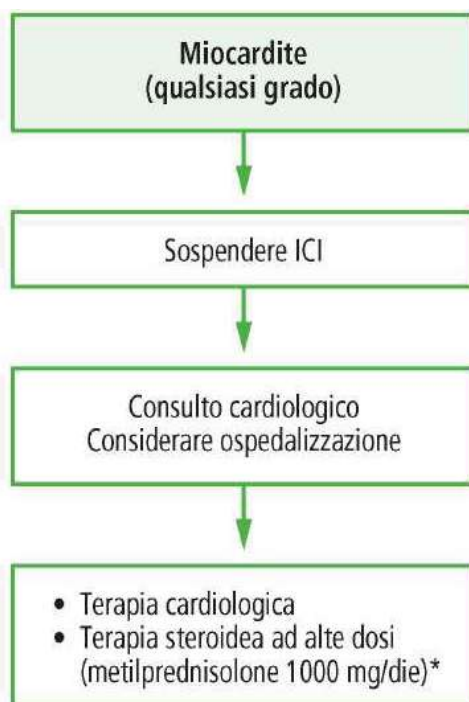 Miocardite
(qualsiasi grado)
Sospendere ICI
Consulto cardiologico
Considerare ospedalizzazione
• Terapia cardiologica
• Terapia steroidea ad alte dosi
(metilprednisolone 1000 mg/die)*